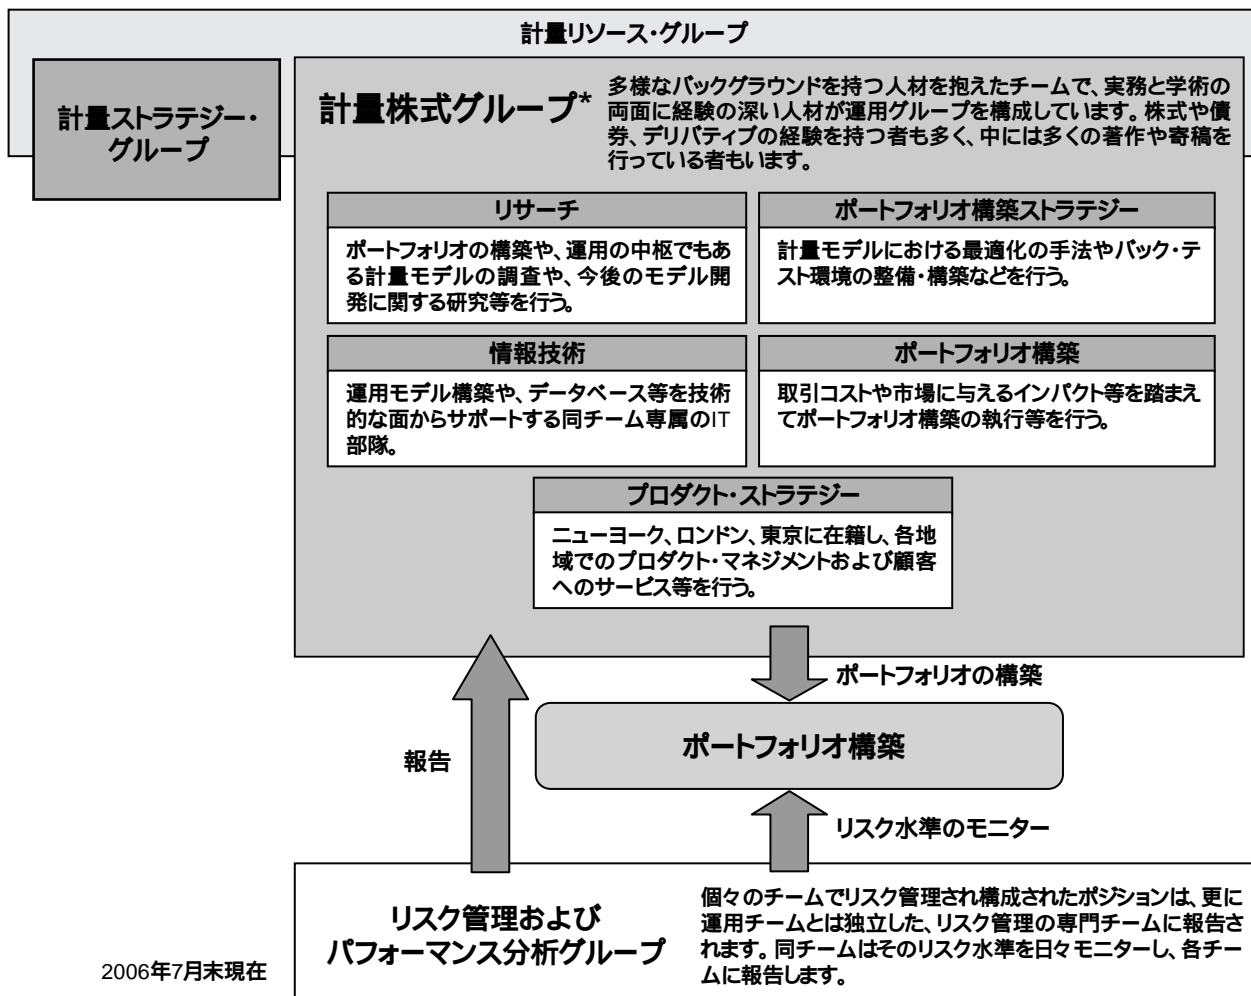 計量リソース・グループ
計量ストラテジー・
グループ
計量株式グループ*
多様なバックグラウンドを持つ人材を抱えたチームで、実務と学術の
両面に経験の深い人材が運用グループを構成しています。株式や債
券、デリバティブの経験を持つ者も多く、中には多くの著作や寄稿を
行っている者もいます。
リサーチ
ポートフォリオの構築や、運用の中枢でもあ
る計量モデルの調査や、今後のモデル開
発に関する研究等を行う。
ポートフォリオ構築ストラテジー
計量モデルにおける最適化の手法やバック・テ
スト環境の整備・構築などを行う。
情報技術
運用モデル構築や、データベース等を技術
的な面からサポートする同チーム専属のIT
部隊。
ポートフォリオ構築
取引コストや市場に与えるインパクト等を踏まえ
てポートフォリオ構築の執行等を行う。
プロダクト・ストラテジー
ニューヨーク、ロンドン、東京に在籍し、各地
域でのプロダクト・マネジメントおよび顧客
へのサービス等を行う。
ポートフォリオの構築
ポートフォリオ構築
報告
リスク水準のモニター
リスク管理および
パフォーマンス分析グループ
個々のチームでリスク管理され構成されたポジションは、更に
運用チームとは独立した、リスク管理の専門チームに報告さ
れます。同チームはそのリスク水準を日々モニターし、各チー
ムに報告します。
2006年7月末現在